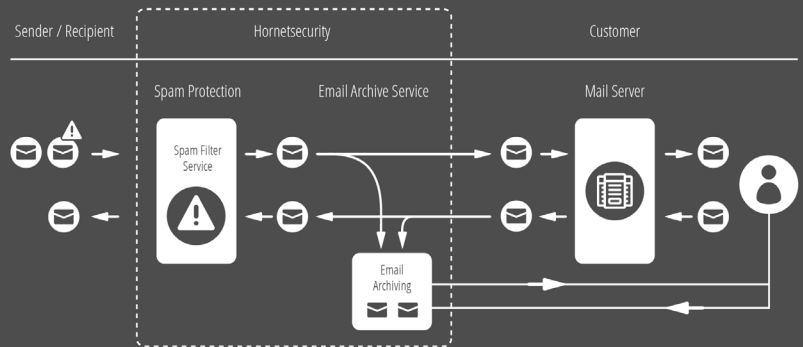 Sender / Recipient
Hornetsecurity
Customer
Spam Protection
Email Archive Service
Mail Server
Spam Filter
Service
Email
Archiving